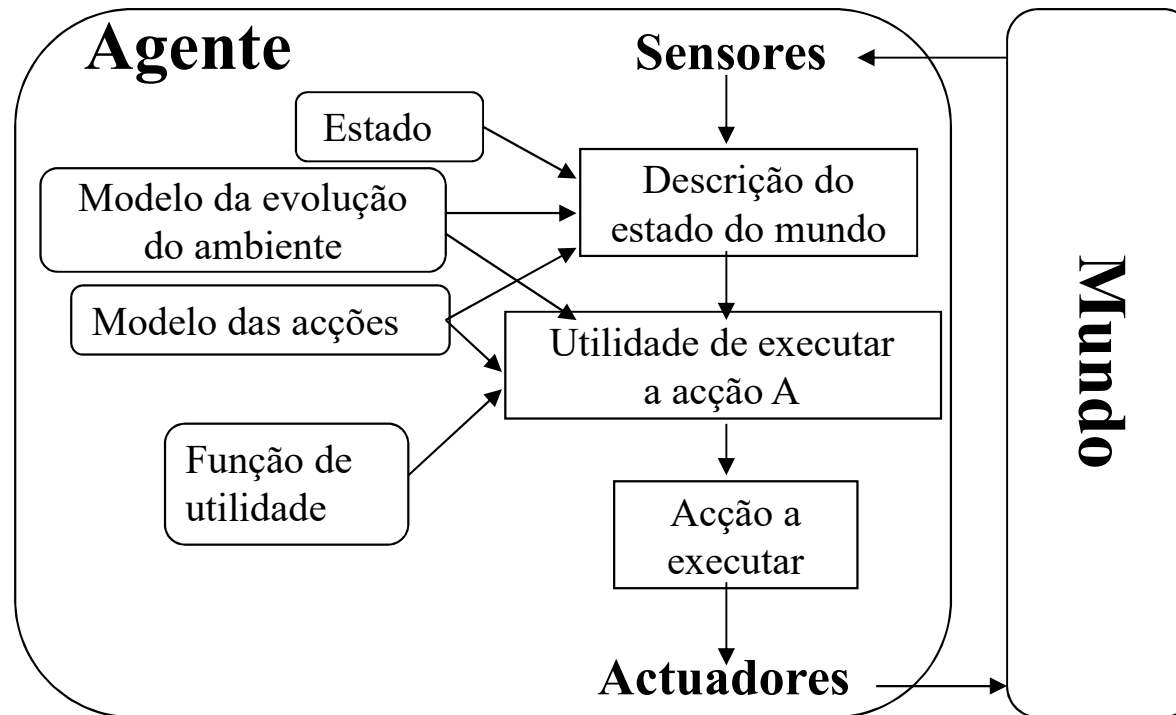 Agente
Sensores
Estado
Descrição do
estado do mundo
Modelo da evolução
do ambiente
Modelo das acções
Utilidade de executar
a acção A
Função de
utilidade
Acção a
executar
Actuadores
Mundo